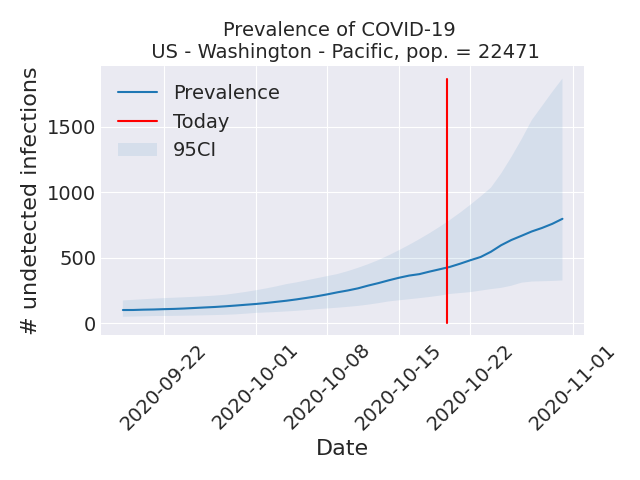 Prevalence of COVID-19
US - Washington - Pacific, pop. = 22471
# undetected infections
1500
1000
500
0
Prevalence
Today
95CI
2020-09-22
2020-10-01
2020-10-08
2020-10-15
2020-10-22
2020-11-01
Date